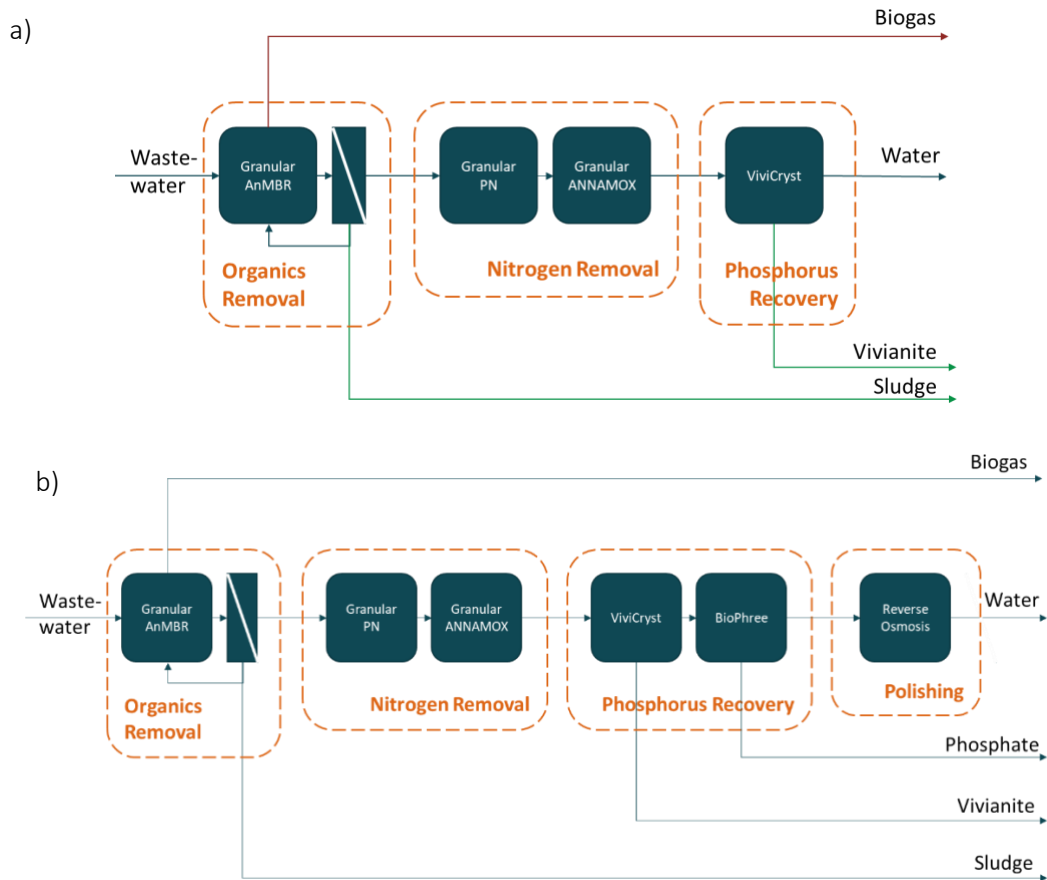 a)
Biogas
Waste-
water
Granular
AnMBR
Granular
PN
Granular
ANNAMOX
ViviCryst
Water
Organics
Removal
Nitrogen Removal
Phosphorus
Recovery
Vivianite
Sludge
b)
Biogas
Waste-
water
Granular
AnMBR
Granular
PN
Granular
ANNAMOX
ViviCryst
BioPhree
Reverse
Osmosis
Water
Organics
Removal
Nitrogen Removal
Phosphorus Recovery
Polishing
Phosphate
Vivianite
Sludge